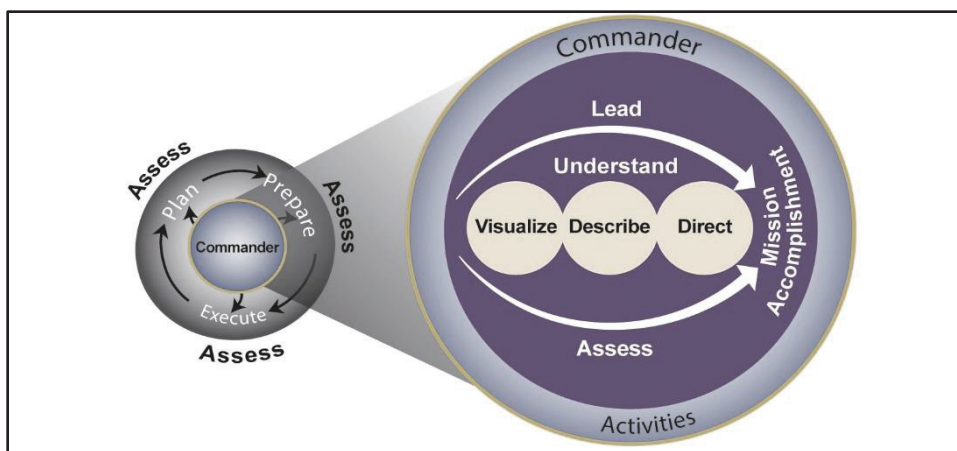 Assess
Plan
Prepare
Assess
Commander
Execute
Assess
Commander
Lead
Understand
Visualize
Describe
Direct
Mission
Accomplishment
Assess
Activities